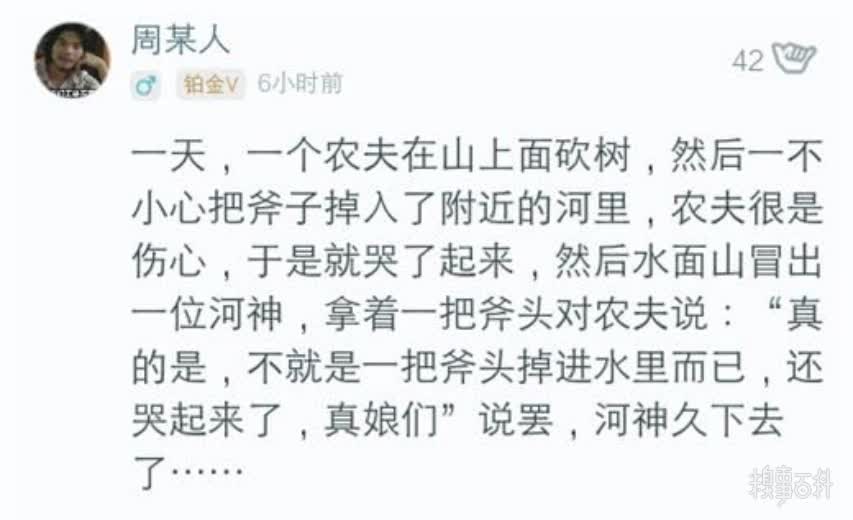 周某人
42
♂ 铂金V 6小时前
一天，一个农夫在山上面砍树，然后一不
小心把斧子掉入了附近的河里，农夫很是
伤心，于是就哭了起来，然后水面山冒出
一位河神，拿着一把斧头对农夫说：“真
的是，不就是一把斧头掉进水里而已，还
哭起来了，真娘们”说罢，河神久下去
了……
糗事百科